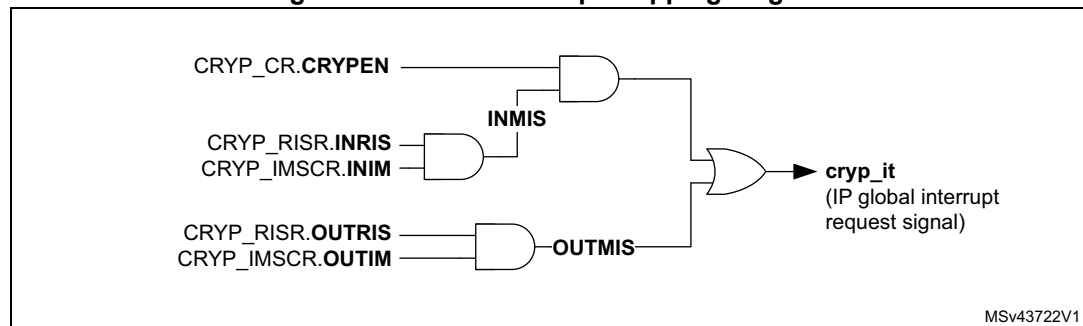 CRYP_CR.CRYPEN
INMIS
CRYP_RISR.INRIS
CRYP_IMSCR.INIM
cryp_it
(IP global interrupt
request signal)
CRYP_RISR.OUTRIS
CRYP_IMSCR.OUTIM
OUTMIS
MSv43722V1